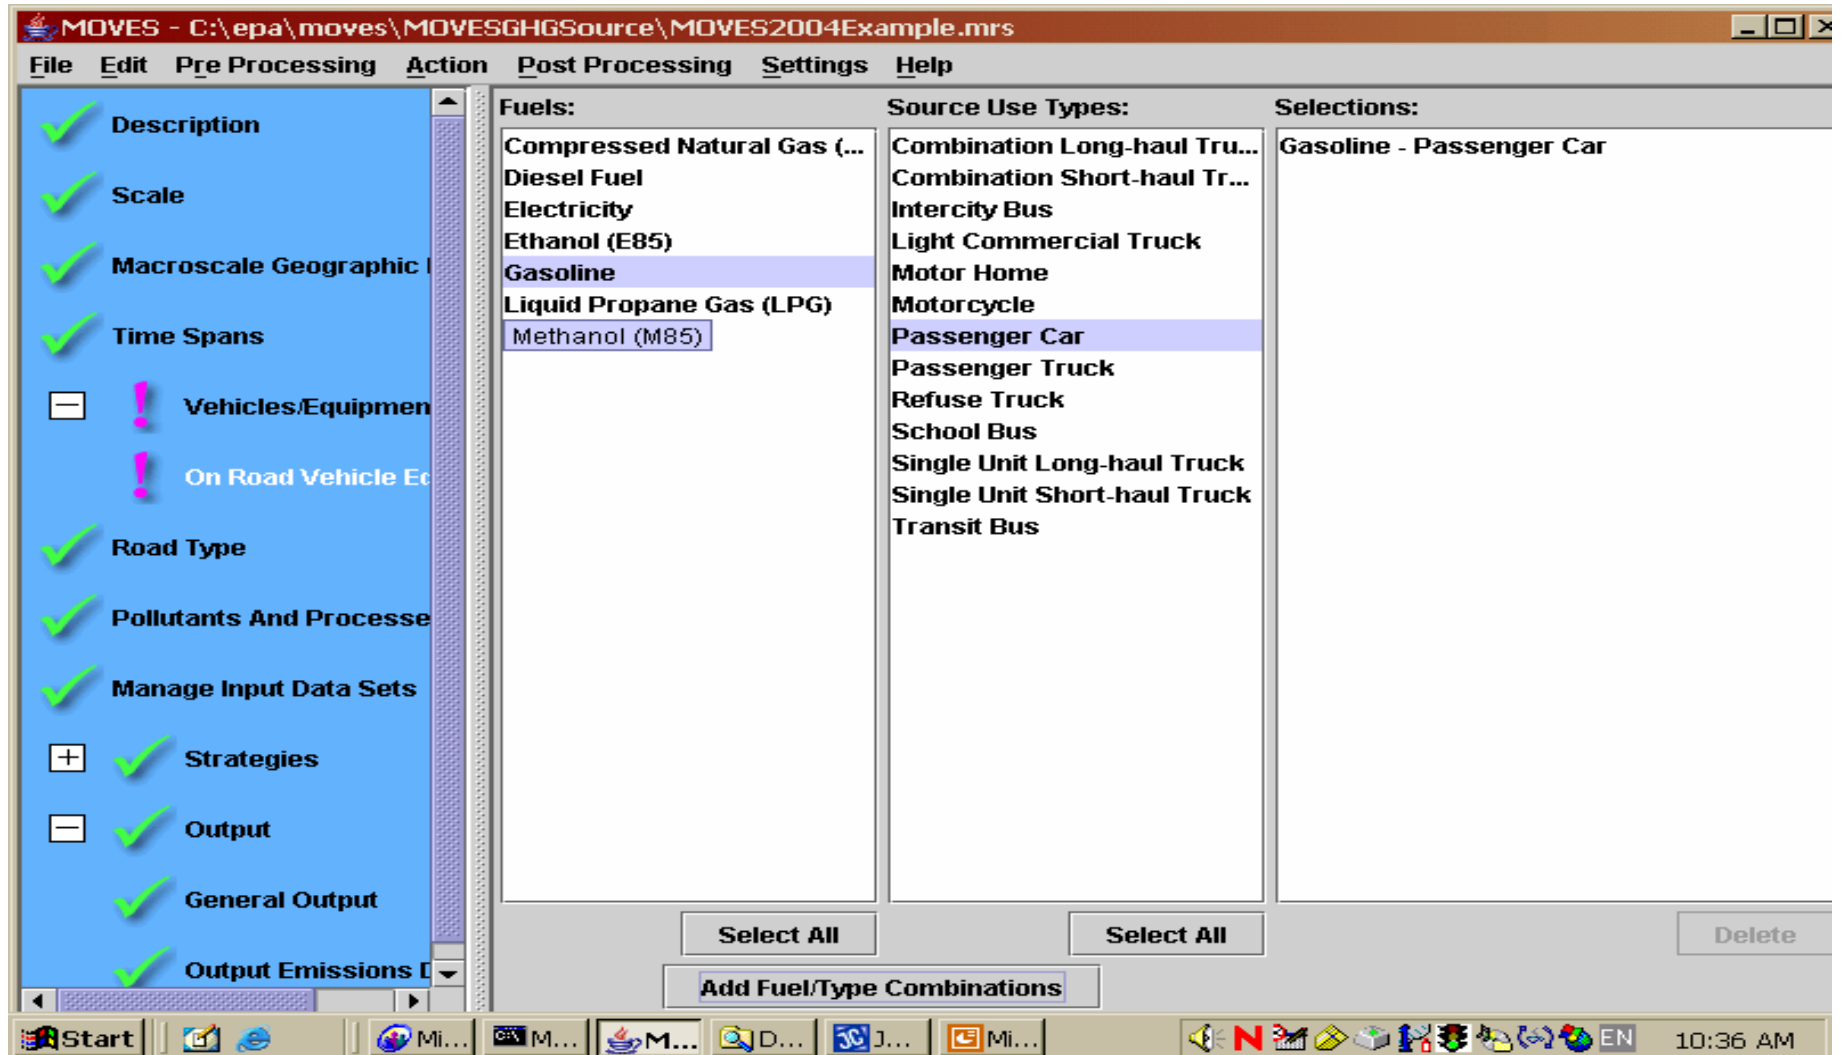 MOVES - C:\epa\moves\MOVESGHGSource\MOVES2004Example.mrs
File Edit Pre Processing Action Post Processing Settings Help
Description
Scale
Macroscale Geographic
Time Spans
Vehicles/Equipmen
On Road Vehicle
Road Type
Pollutants And Processe
Manage Input Data Sets
Strategies
Output
General Output
Output Emissions
Fuels:
Compressed Natural Gas (...
Diesel Fuel
Electricity
Ethanol (E85)
Gasoline
Liquid Propane Gas (LPG)
Methanol (M85)
Select All
Source Use Types:
Combination Long-haul Tru...
Combination Short-haul Tr...
Intercity Bus
Light Commercial Truck
Motor Home
Motorcycle
Passenger Car
Passenger Truck
Refuse Truck
School Bus
Single Unit Long-haul Truck
Single Unit Short-haul Truck
Transit Bus
Select All
Selections:
Gasoline - Passenger Car
Delete
Add Fuel/Type Combinations
Start Mi... M... M... D... J... Mi... N EN 10:36 AM